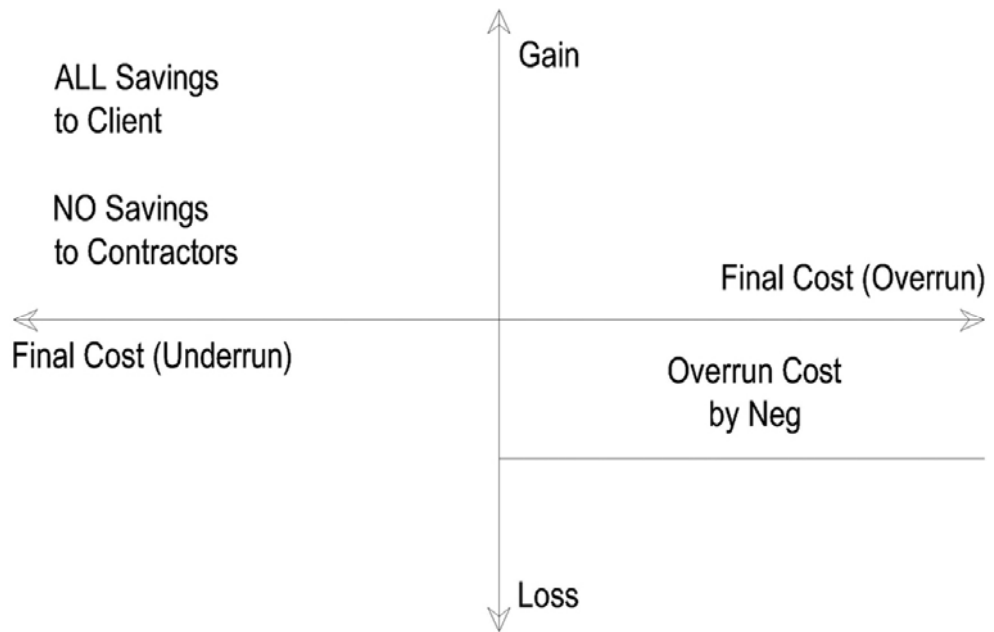 Gain
ALL Savings
to Client
NO Savings
to Contractors
Final Cost (Overrun)
Final Cost (Underrun)
Overrun Cost
by Neg
Loss